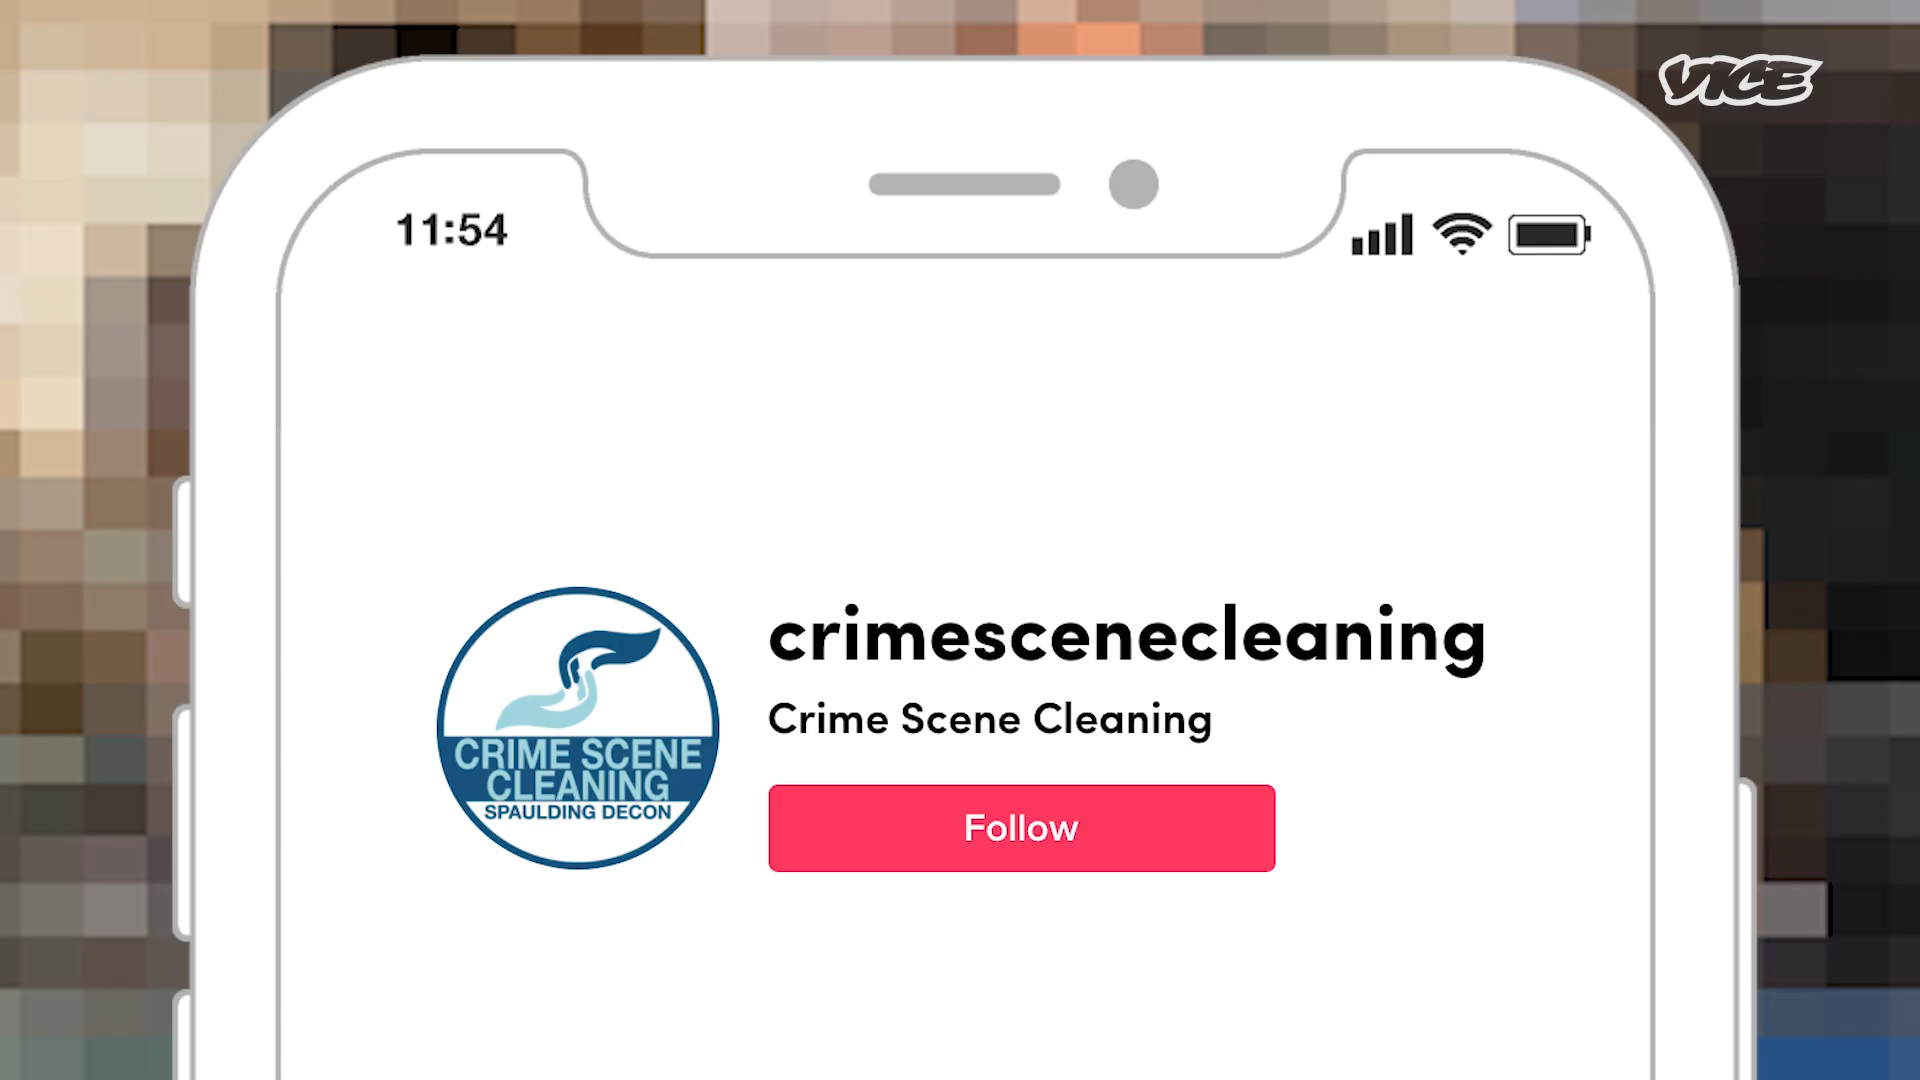 VICE
11:54
crimescenecleaning
Crime Scene Cleaning
Follow
CRIME SCENE
CLEANING
SPAULDING DECON